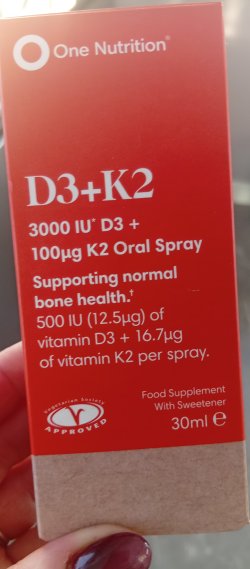 One Nutrition®
D3+K2
3000 IU* D3 +
100µg K2 Oral Spray
Supporting normal
bone health.†
500 IU (12.5µg) of
vitamin D3 + 16.7µg
of vitamin K2 per spray.
Food Supplement
With Sweetener
30ml ℮
Vegetarian Society
V
APPROVED